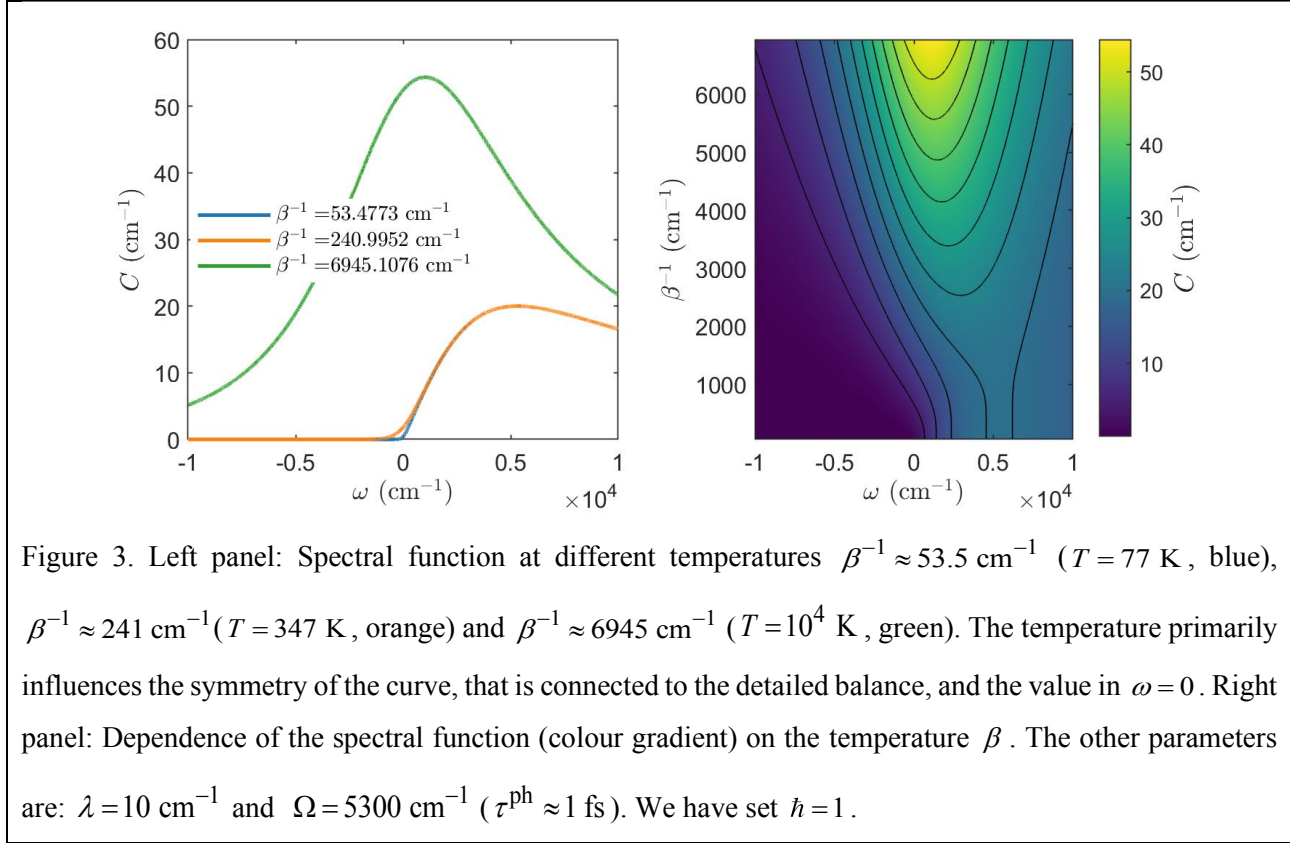 60
50
40
30
20
10
0
C (cm⁻¹)
β⁻¹ =53.4773 cm⁻¹
β⁻¹ =240.9952 cm⁻¹
β⁻¹ =6945.1076 cm⁻¹
-1
-0.5
0
0.5
1
ω (cm⁻¹)
×10⁴
6000
5000
4000
3000
2000
1000
β⁻¹ (cm⁻¹)
-1
-0.5
0
0.5
1
ω (cm⁻¹)
×10⁴
50
40
30
20
10
C (cm⁻¹)
Figure 3. Left panel: Spectral function at different temperatures β⁻¹ ≈ 53.5 cm⁻¹ (T = 77 K, blue),
β⁻¹ ≈ 241 cm⁻¹(T = 347 K, orange) and β⁻¹ ≈ 6945 cm⁻¹ (T = 10⁴ K, green). The temperature primarily
influences the symmetry of the curve, that is connected to the detailed balance, and the value in ω = 0. Right
panel: Dependence of the spectral function (colour gradient) on the temperature β. The other parameters
are: λ = 10 cm⁻¹ and Ω = 5300 cm⁻¹ (τᵖʰ ≈ 1 fs). We have set ℏ = 1.